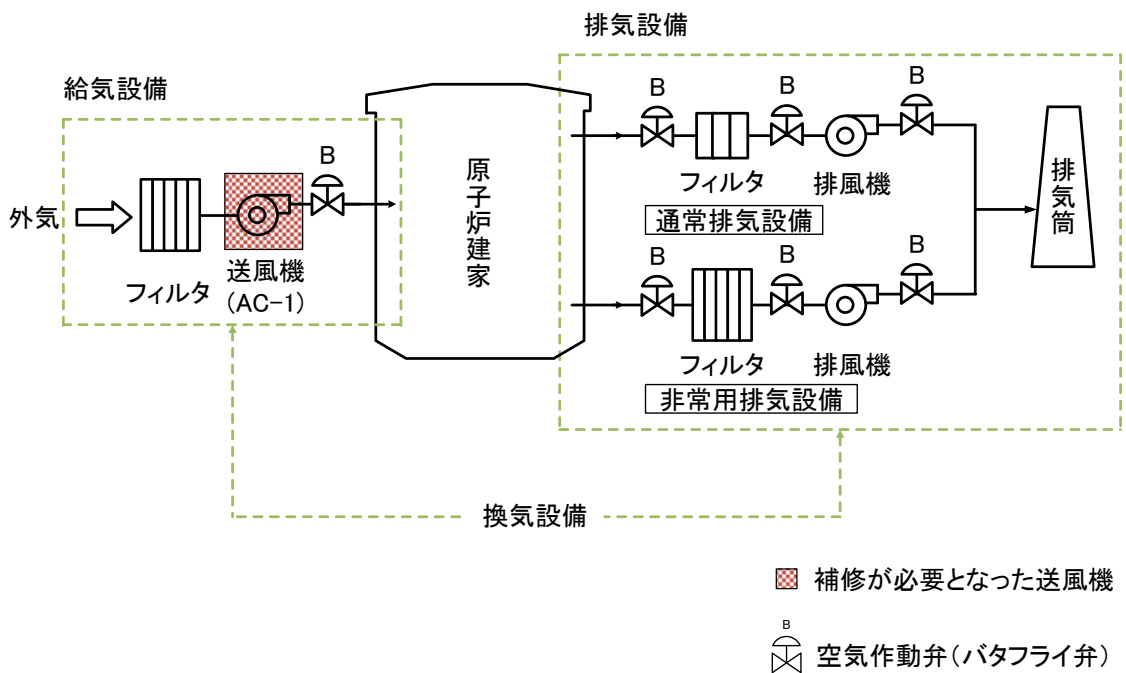 排気設備
給気設備
B
B
B
B
外気
フィルタ
送風機
(AC-1)
原子炉建家
フィルタ
排風機
通常排気設備
排気筒
B
B
B
フィルタ
排風機
非常用排気設備
換気設備
補修が必要となった送風機
B
空気作動弁(バタフライ弁)